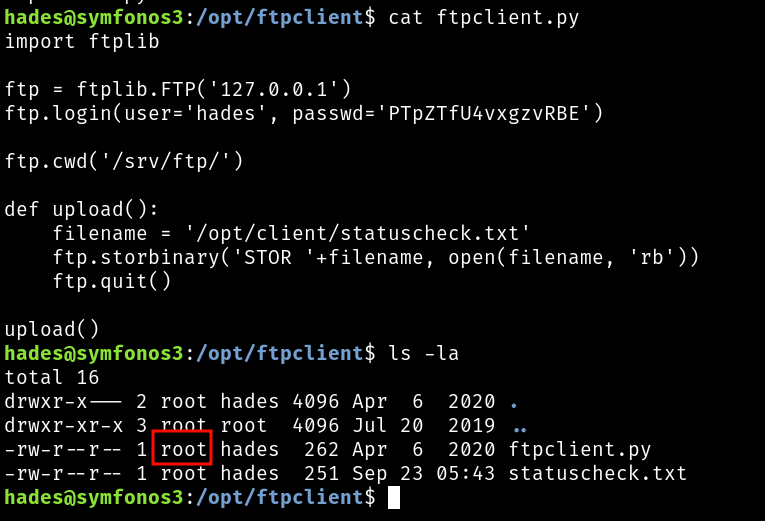 hades@symfonos3:/opt/ftpclient$ cat ftpclient.py
import ftplib

ftp = ftplib.FTP('127.0.0.1')
ftp.login(user='hades', passwd='PTpZTfU4vxgzvRBE')

ftp.cwd('/srv/ftp/')

def upload():
    filename = '/opt/client/statuscheck.txt'
    ftp.storbinary('STOR '+filename, open(filename, 'rb'))
    ftp.quit()

upload()
hades@symfonos3:/opt/ftpclient$ ls -la
total 16
drwxr-x--- 2 root hades 4096 Apr  6  2020 .
drwxr-xr-x 3 root root  4096 Jul 20  2019 ..
-rw-r--r-- 1 root hades  262 Apr  6  2020 ftpclient.py
-rw-r--r-- 1 root hades  251 Sep 23 05:43 statuscheck.txt
hades@symfonos3:/opt/ftpclient$